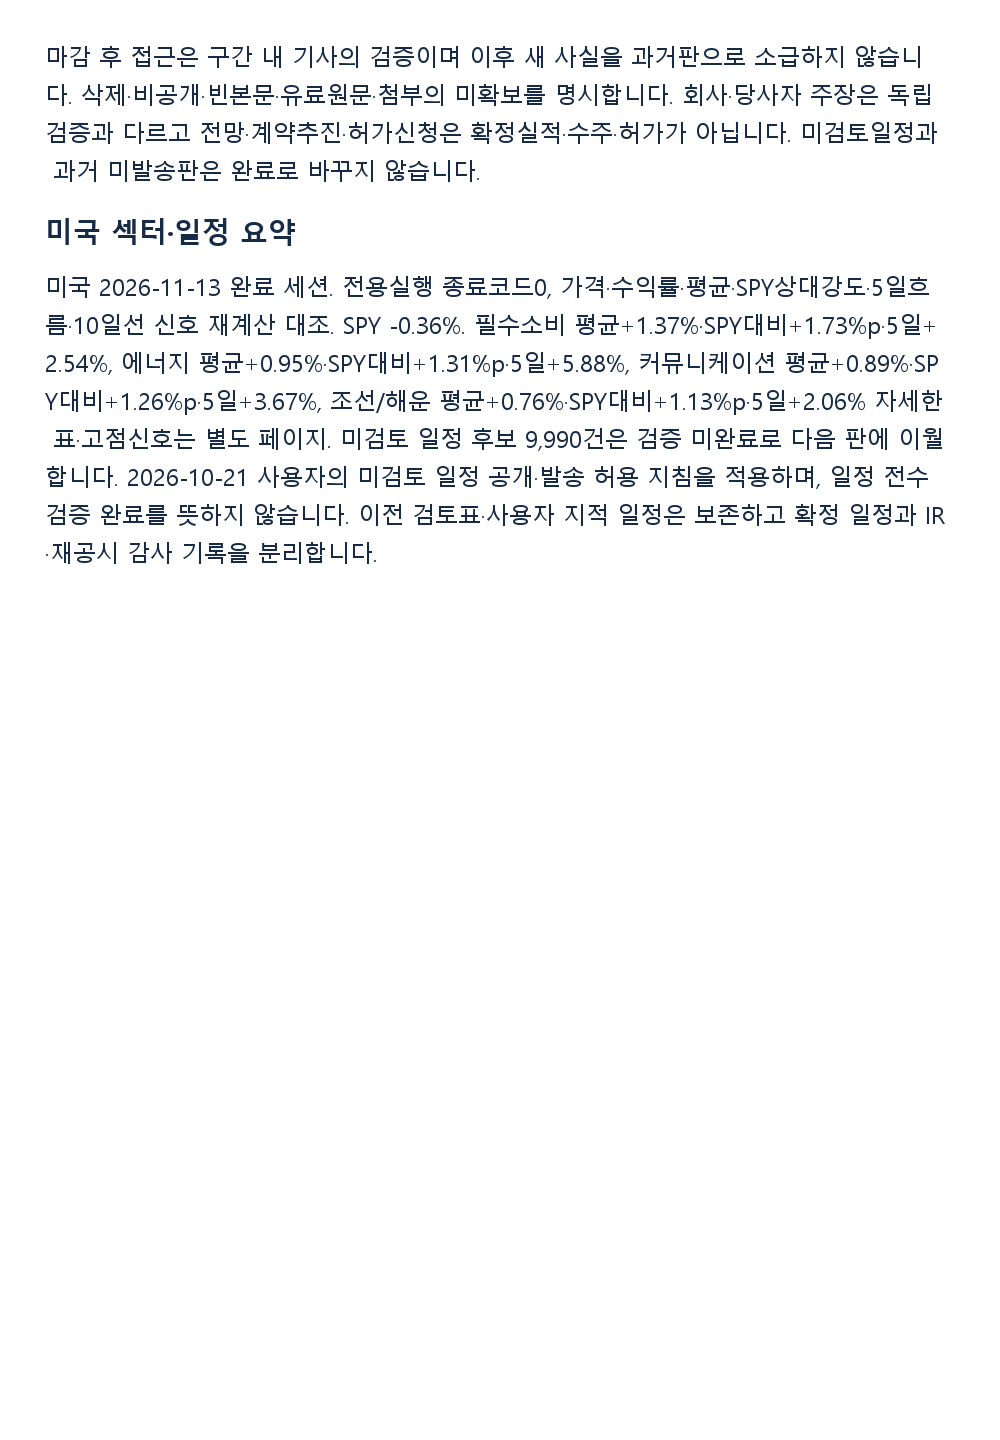 마감 후 접근은 구간 내 기사의 검증이며 이후 새 사실을 과거판으로 소급하지 않습니
다. 삭제·비공개·빈본문·유료원문·첨부의 미확보를 명시합니다. 회사·당사자 주장은 독립
검증과 다르고 전망·계약추진·허가신청은 확정실적·수주·허가가 아닙니다. 미검토일정과
과거 미발송판은 완료로 바꾸지 않습니다.
미국 섹터·일정 요약
미국 2026-11-13 완료 세션. 전용실행 종료코드0, 가격·수익률·평균·SPY상대강도·5일흐
름·10일선 신호 재계산 대조. SPY -0.36%. 필수소비 평균+1.37%·SPY대비+1.73%p·5일+
2.54%, 에너지 평균+0.95%·SPY대비+1.31%p·5일+5.88%, 커뮤니케이션 평균+0.89%·SP
Y대비+1.26%p·5일+3.67%, 조선/해운 평균+0.76%·SPY대비+1.13%p·5일+2.06% 자세한
표·고점신호는 별도 페이지. 미검토 일정 후보 9,990건은 검증 미완료로 다음 판에 이월
합니다. 2026-10-21 사용자의 미검토 일정 공개·발송 허용 지침을 적용하며, 일정 전수
검증 완료를 뜻하지 않습니다. 이전 검토표·사용자 지적 일정은 보존하고 확정 일정과 IR
·재공시 감사 기록을 분리합니다.